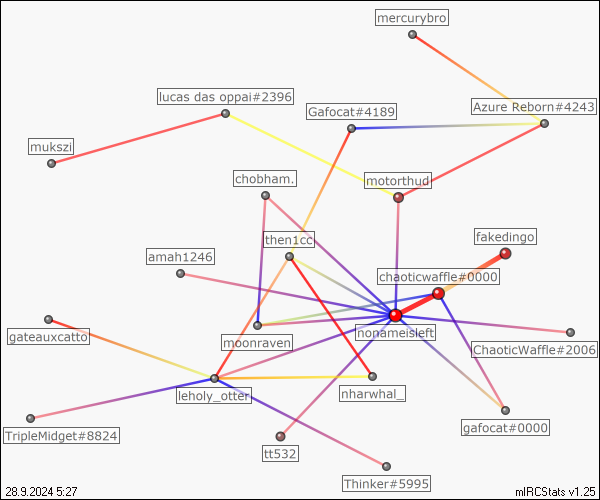 mercurybro
lucas das oppai#2396
Gafocat#4189
Azure Reborn#4243
mukszi
chobham.
motorthud
then1cc
fakedingo
amah1246
chaoticwaffle#0000
gateauxcatto
moonraven
nonameisleft
ChaoticWaffle#2006
leholy_otter
nharwhal_
TripleMidget#8824
gafocat#0000
tt532
Thinker#5995
28.9.2024 5:27
mIRCStats v1.25